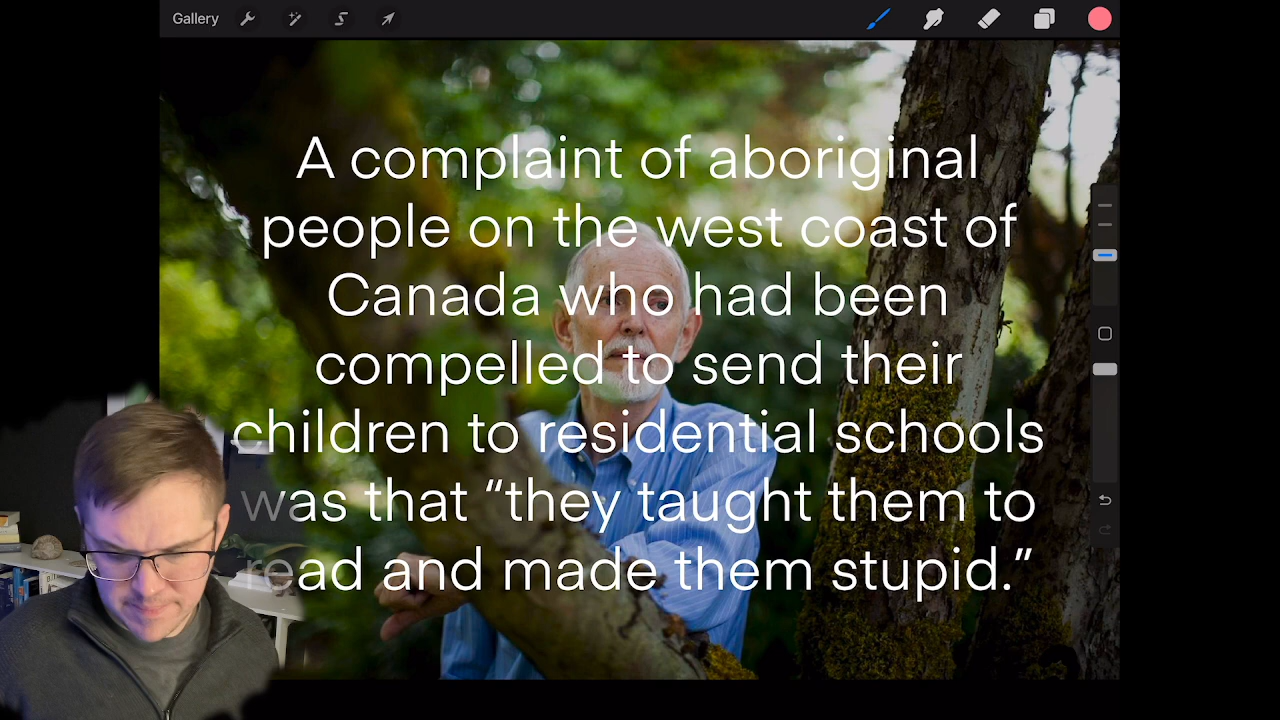 Gallery
A complaint of aboriginal
people on the west coast of
Canada who had been
compelled to send their
children to residential schools
was that “they taught them to
read and made them stupid.”